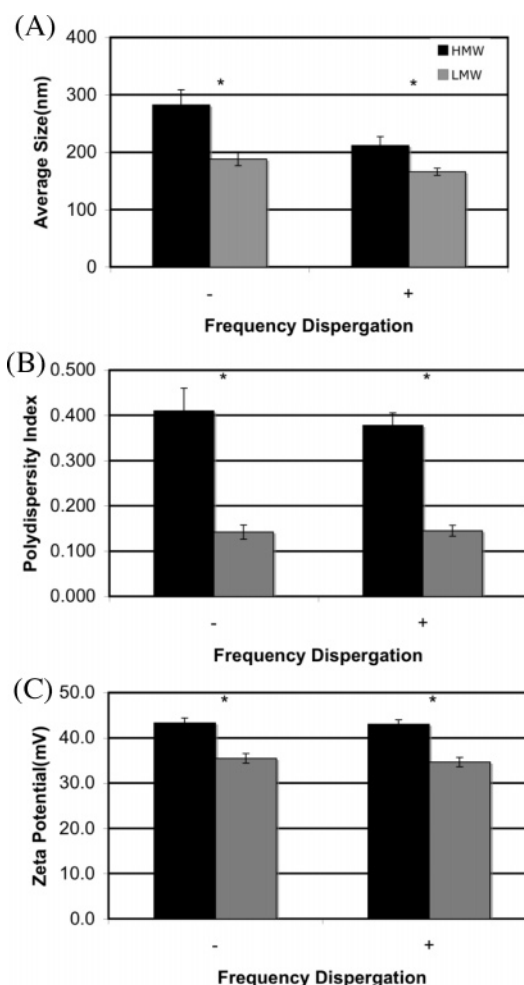 (A)
400
300
200
100
0
Average Size(nm)
HMW
LMW
*
*
-
+
Frequency Dispergation
(B)
0.500
0.400
0.300
0.200
0.100
0.000
Polydispersity Index
*
*
-
+
Frequency Dispergation
(C)
50.0
40.0
30.0
20.0
10.0
0.0
Zeta Potential(mV)
*
*
-
+
Frequency Dispergation